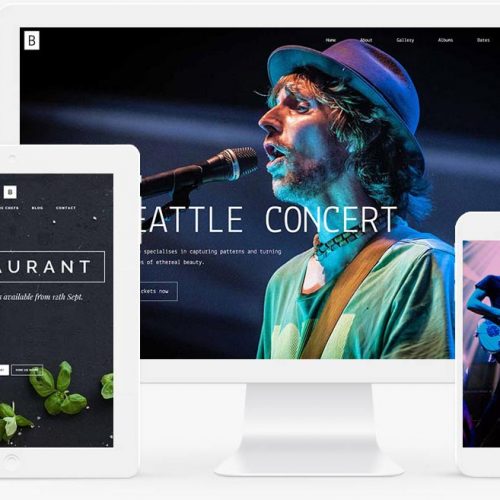 B
Home About Gallery Albums Dates
EATTLE CONCERT
e specialises in capturing patterns and turning
es of ethereal beauty.
ckets now
B
CHEFS BLOG CONTACT
AURANT
s available from 12th Sept.